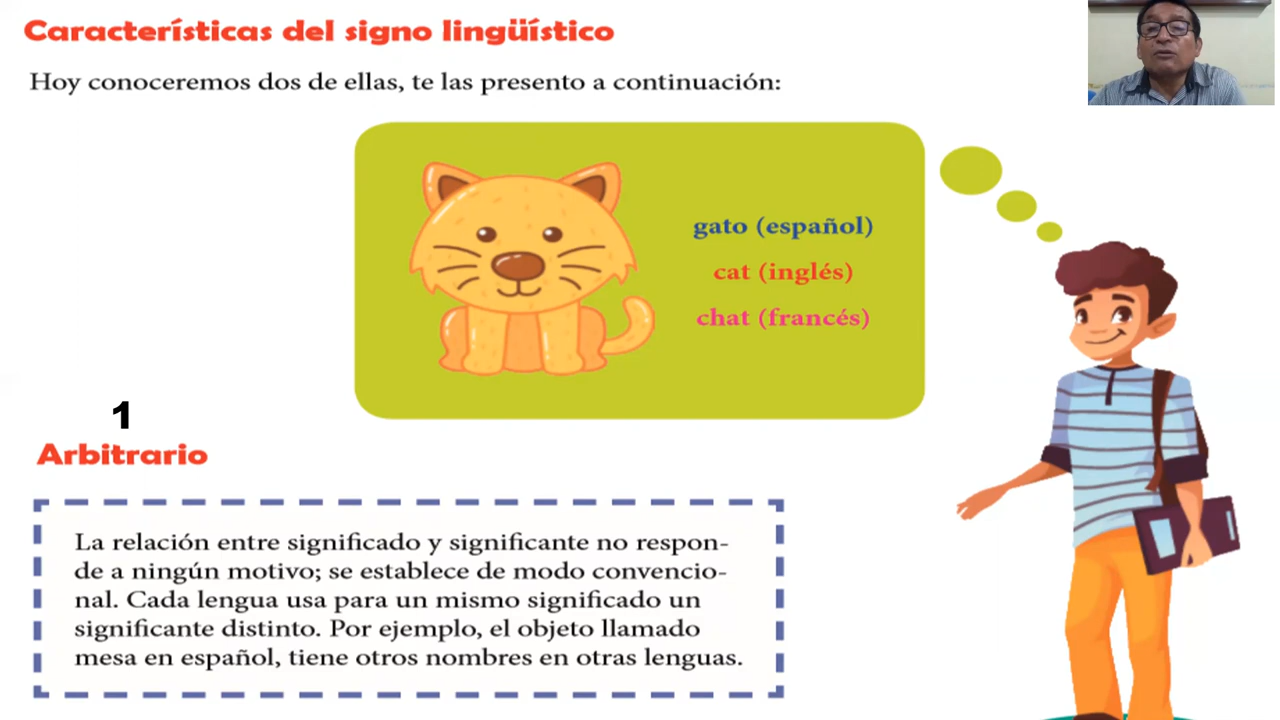 Características del signo lingüístico
Hoy conoceremos dos de ellas, te las presento a continuación:
gato (español)
cat (inglés)
chat (francés)
1
Arbitrario
La relación entre significado y significante no respon-
de a ningún motivo; se establece de modo convencio-
nal. Cada lengua usa para un mismo significado un
significante distinto. Por ejemplo, el objeto llamado
mesa en español, tiene otros nombres en otras lenguas.